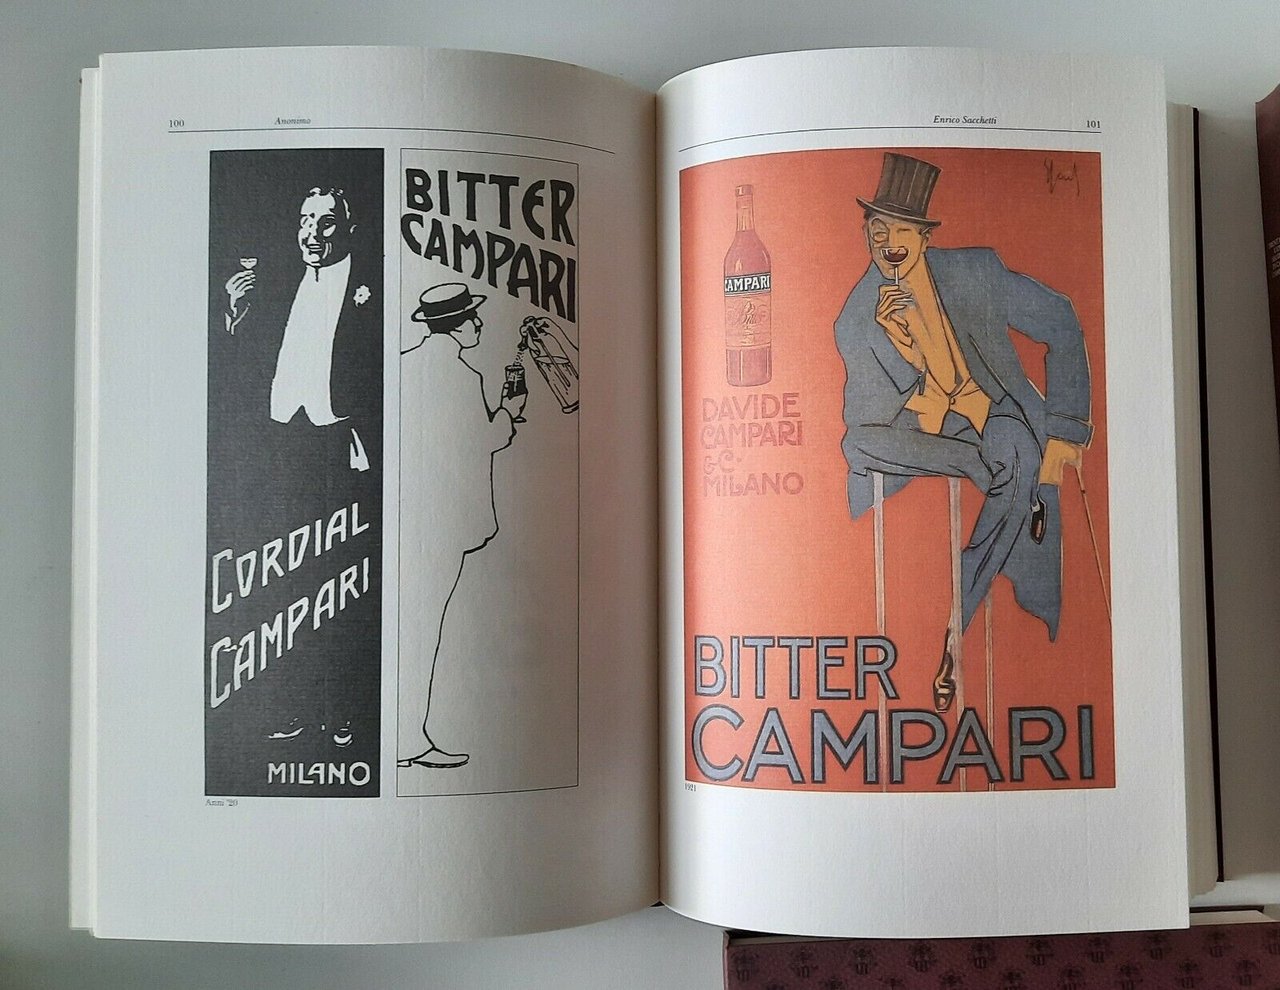 100
Anonimo
CORDIAL
CAMPARI
MILANO
Anni '20
BITTER
CAMPARI
Enrico Sacchetti
101
CAMPARI
DAVIDE
CAMPARI
& C.
MILANO
BITTER
CAMPARI
1921